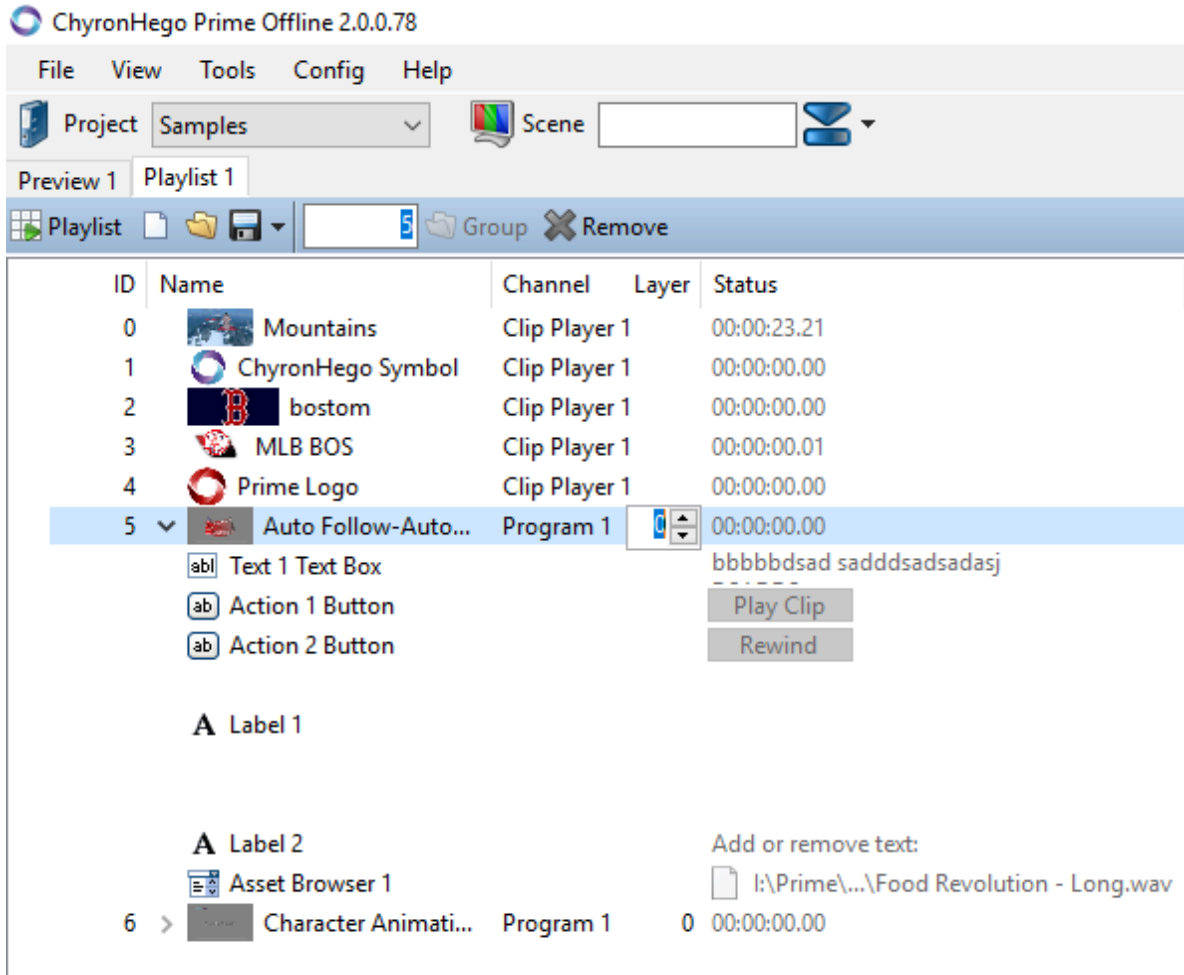 ChyronHego Prime Offline 2.0.0.78
File View Tools Config Help
Project Samples Scene
Preview 1 Playlist 1
Playlist 5 Group Remove
ID Name Channel Layer Status
0 Mountains Clip Player 1 00:00:23.21
1 ChyronHego Symbol Clip Player 1 00:00:00.00
2 B bostom Clip Player 1 00:00:00.00
3 MLB BOS Clip Player 1 00:00:00.01
4 Prime Logo Clip Player 1 00:00:00.00
5 Auto Follow-Auto... Program 1 0 00:00:00.00
abl Text 1 Text Box bbbbbdsad sadddsadsadasj
ab Action 1 Button Play Clip
ab Action 2 Button Rewind
A Label 1
A Label 2 Add or remove text:
Asset Browser 1 I:\Prime\...\Food Revolution - Long.wav
6 Character Animati... Program 1 0 00:00:00.00